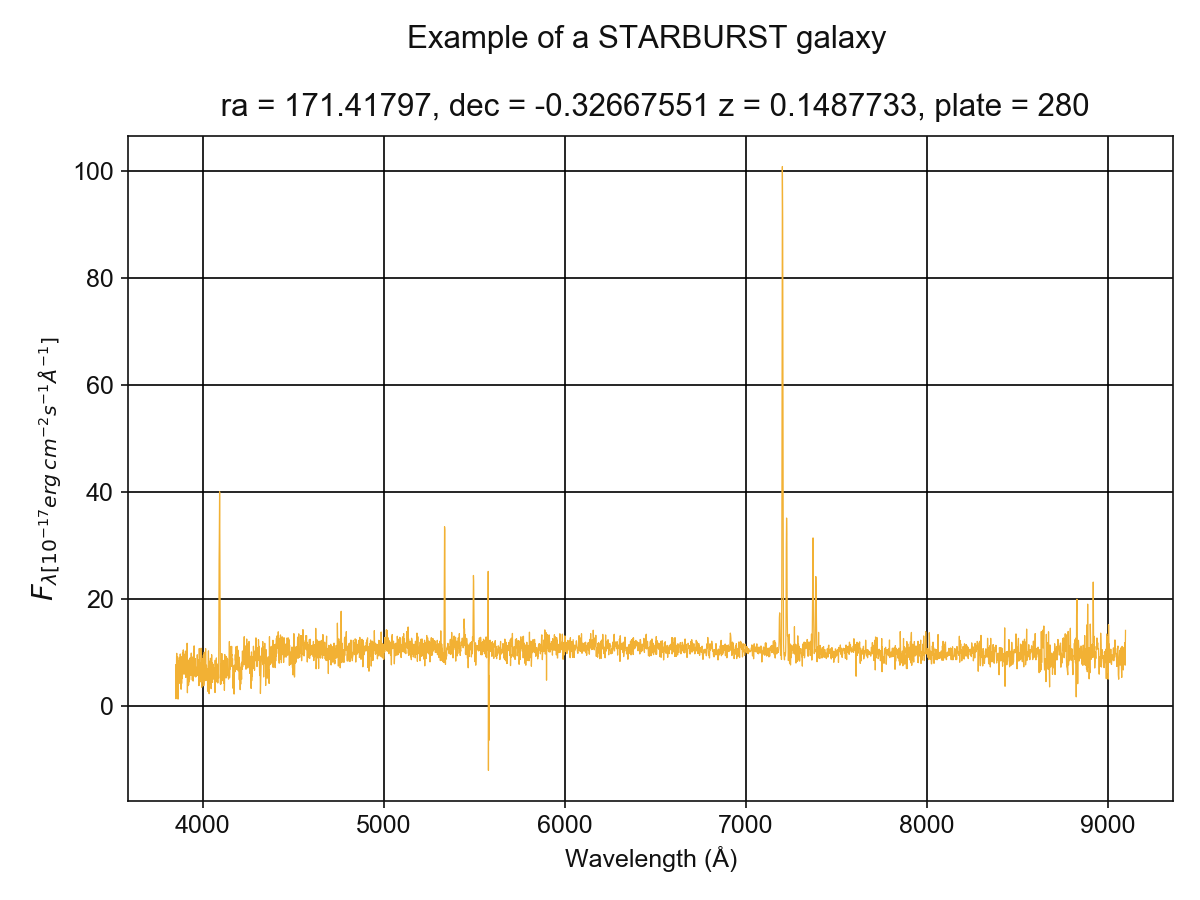 Example of a STARBURST galaxy
ra = 171.41797, dec = -0.32667551 z = 0.1487733, plate = 280
F_λ[10⁻¹⁷erg cm⁻²s⁻¹Å⁻¹]
100
80
60
40
20
0
4000 5000 6000 7000 8000 9000
Wavelength (Å)